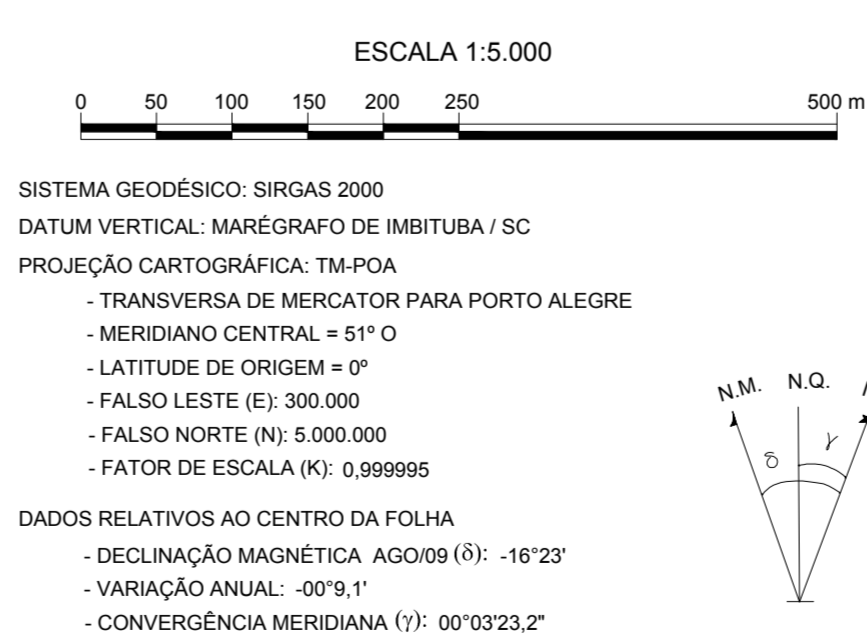 ESCALA 1:5.000
0 50 100 150 200 250 500 m
SISTEMA GEODÉSICO: SIRGAS 2000
DATUM VERTICAL: MARÉGRAFO DE IMBITUBA / SC
PROJEÇÃO CARTOGRÁFICA: TM-POA
- TRANSVERSA DE MERCATOR PARA PORTO ALEGRE
- MERIDIANO CENTRAL = 51º O
- LATITUDE DE ORIGEM = 0º
- FALSO LESTE (E): 300.000
- FALSO NORTE (N): 5.000.000
- FATOR DE ESCALA (K): 0,999995
N.M. N.Q.
δ γ
DADOS RELATIVOS AO CENTRO DA FOLHA
- DECLINAÇÃO MAGNÉTICA AGO/09 (δ): -16°23'
- VARIAÇÃO ANUAL: -00°9,1'
- CONVERGÊNCIA MERIDIANA (γ): 00°03'23,2"